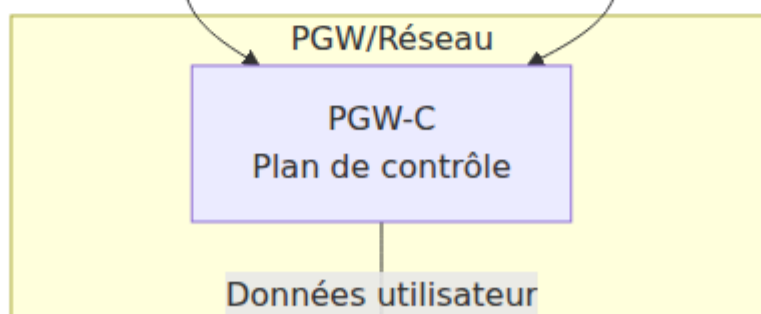 PGW/Réseau
PGW-C
Plan de contrôle
Données utilisateur